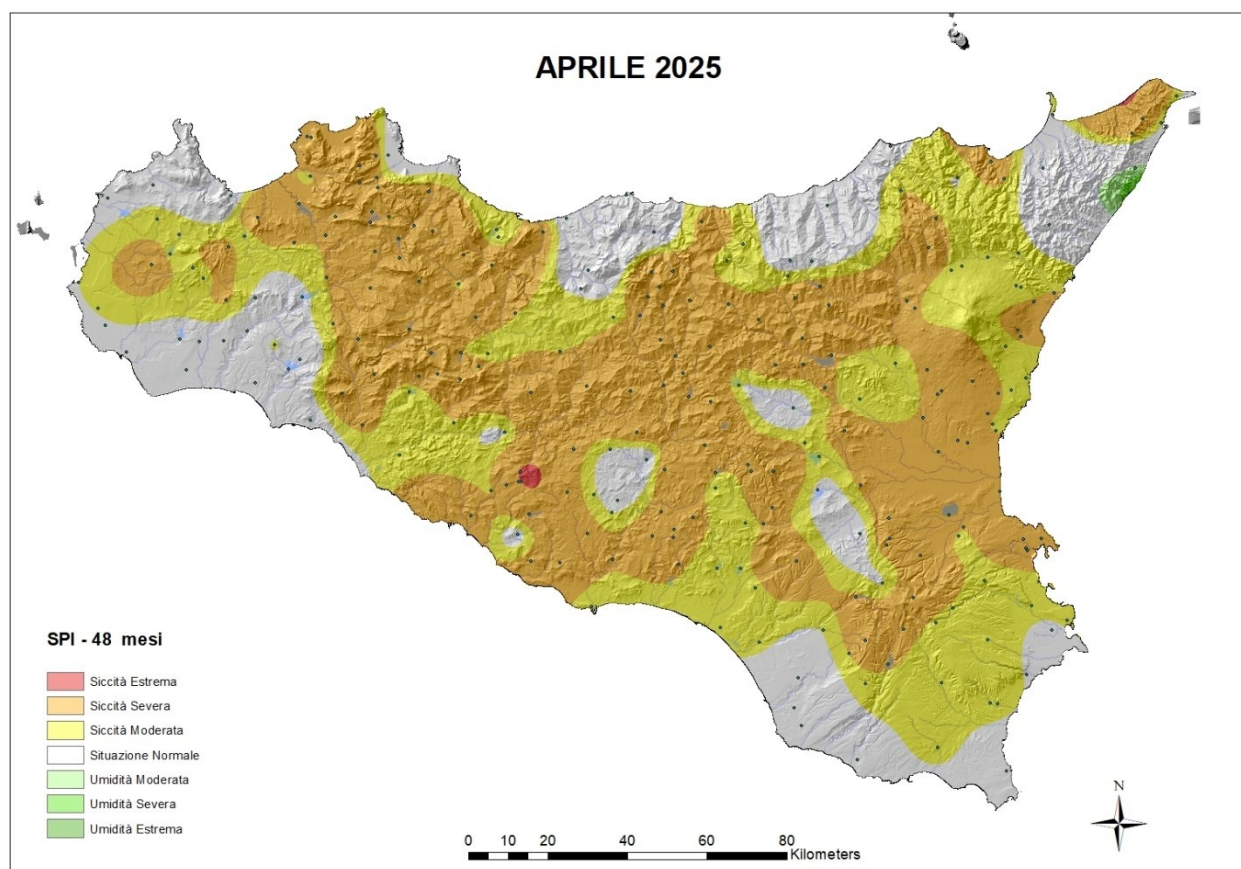 APRILE 2025
SPI - 48 mesi
Siccità Estrema
Siccità Severa
Siccità Moderata
Situazione Normale
Umidità Moderata
Umidità Severa
Umidità Estrema
N
0 10 20 40 60 80
Kilometers